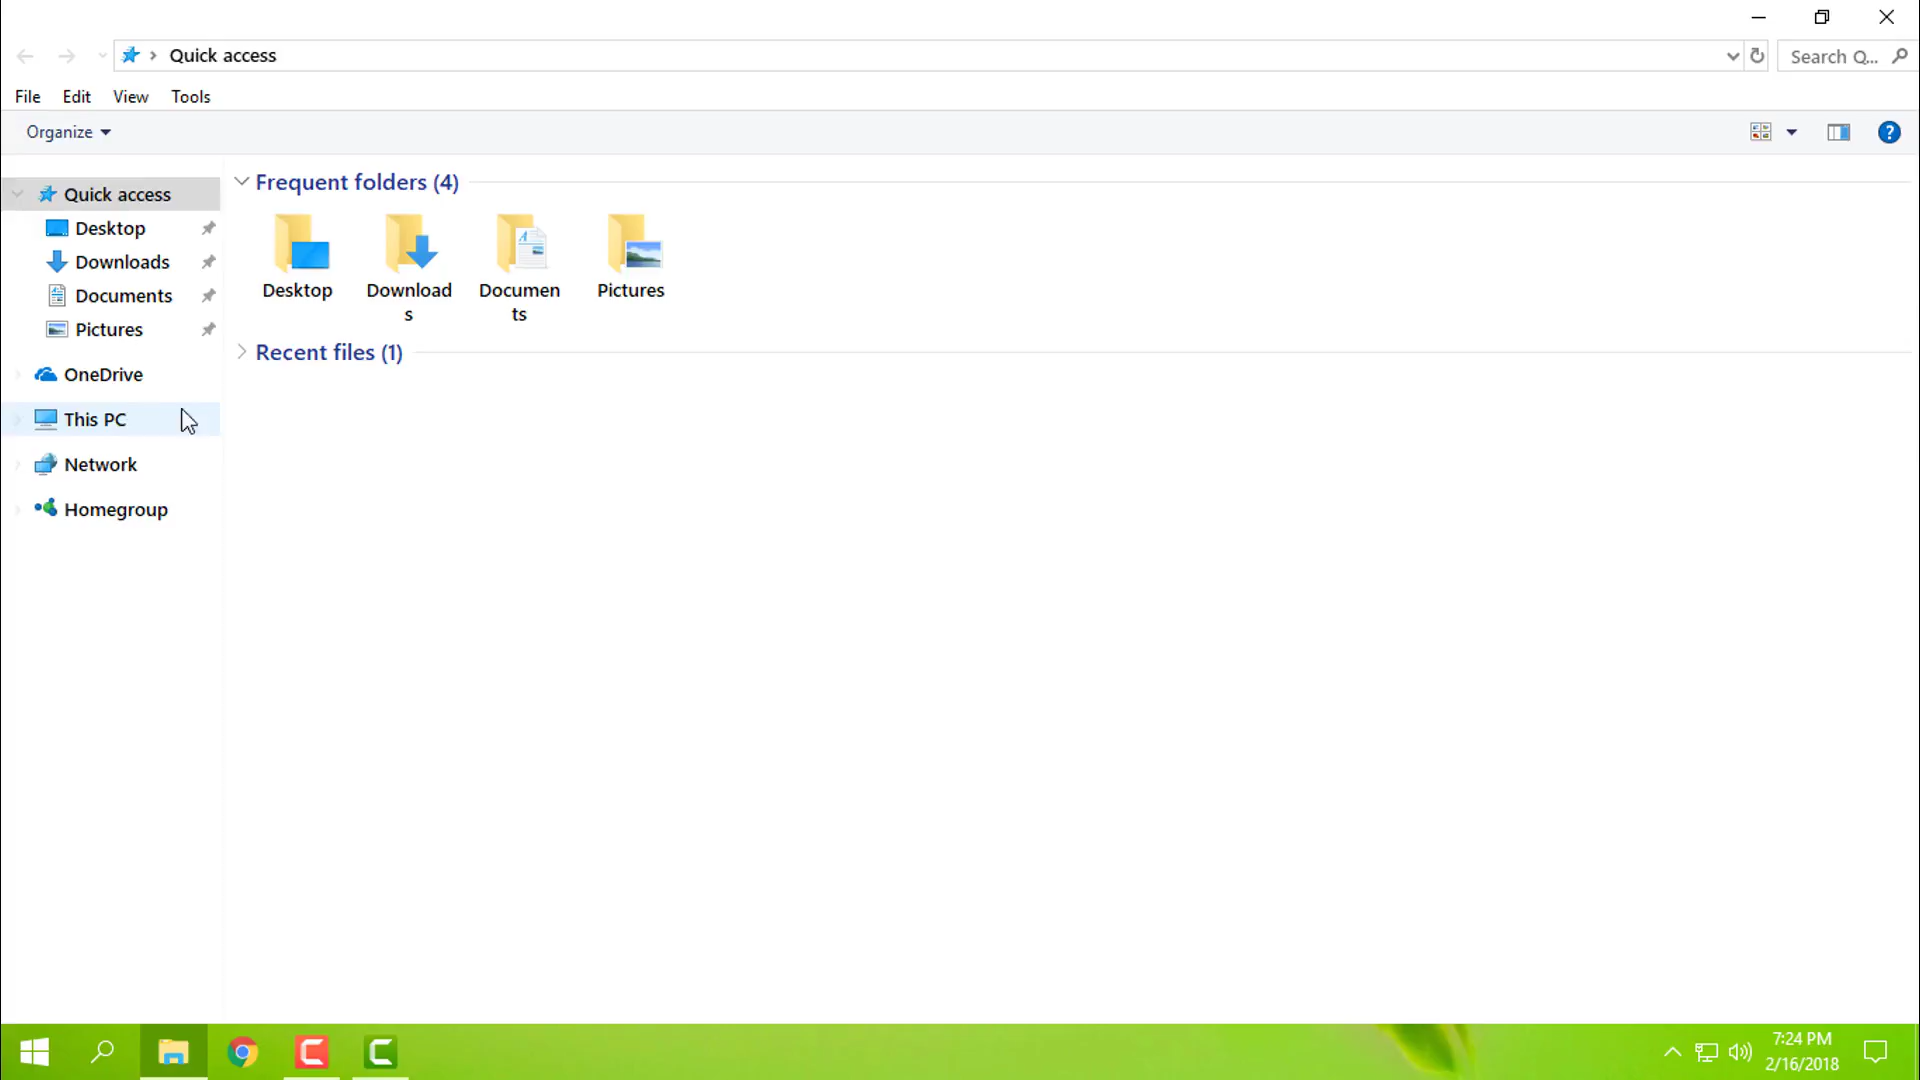 Quick access
Search Q...
File Edit View Tools
Organize
Quick access
Desktop
Downloads
Documents
Pictures
OneDrive
This PC
Network
Homegroup
Frequent folders (4)
Desktop
Download
s
Documen
ts
Pictures
Recent files (1)
7:24 PM
2/16/2018